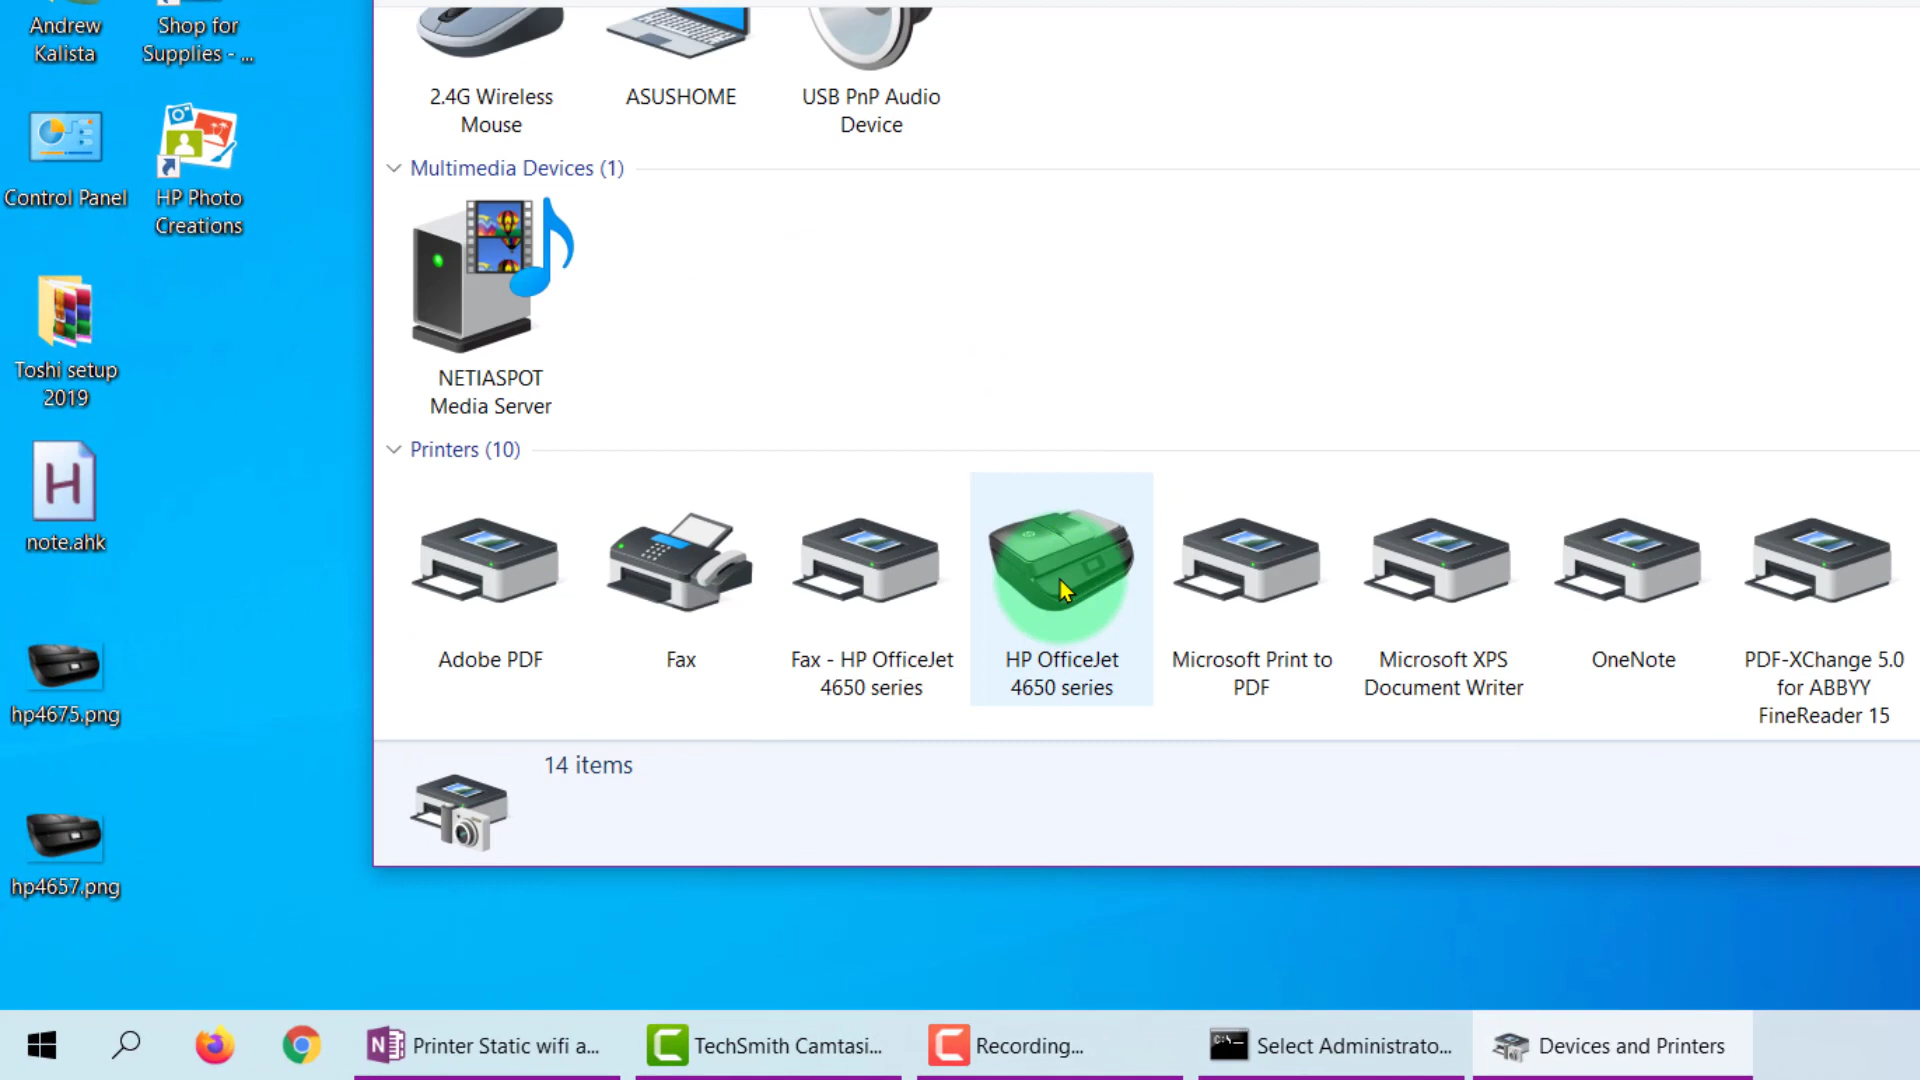 Andrew
Kalista
Shop for
Supplies - ...
Control Panel
HP Photo
Creations
Toshi setup
2019
H
note.ahk
hp4675.png
hp4657.png
2.4G Wireless
Mouse
ASUSHOME
USB PnP Audio
Device
Multimedia Devices (1)
NETIASPOT
Media Server
Printers (10)
Adobe PDF
Fax
Fax - HP OfficeJet
4650 series
HP OfficeJet
4650 series
Microsoft Print to
PDF
Microsoft XPS
Document Writer
OneNote
PDF-XChange 5.0
for ABBYY
FineReader 15
14 items
Printer Static wifi a...
TechSmith Camtasi...
Recording...
Select Administrato...
Devices and Printers